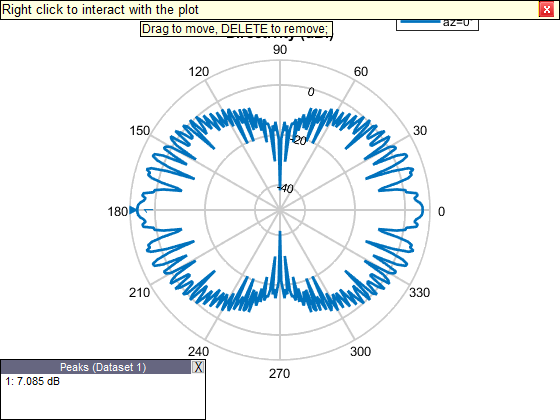 Right click to interact with the plot
az=0°
Drag to move, DELETE to remove;
90
120
60
0
150
30
-20
-40
180
1
0
210
330
240
300
270
Peaks (Dataset 1)
X
1: 7.085 dB